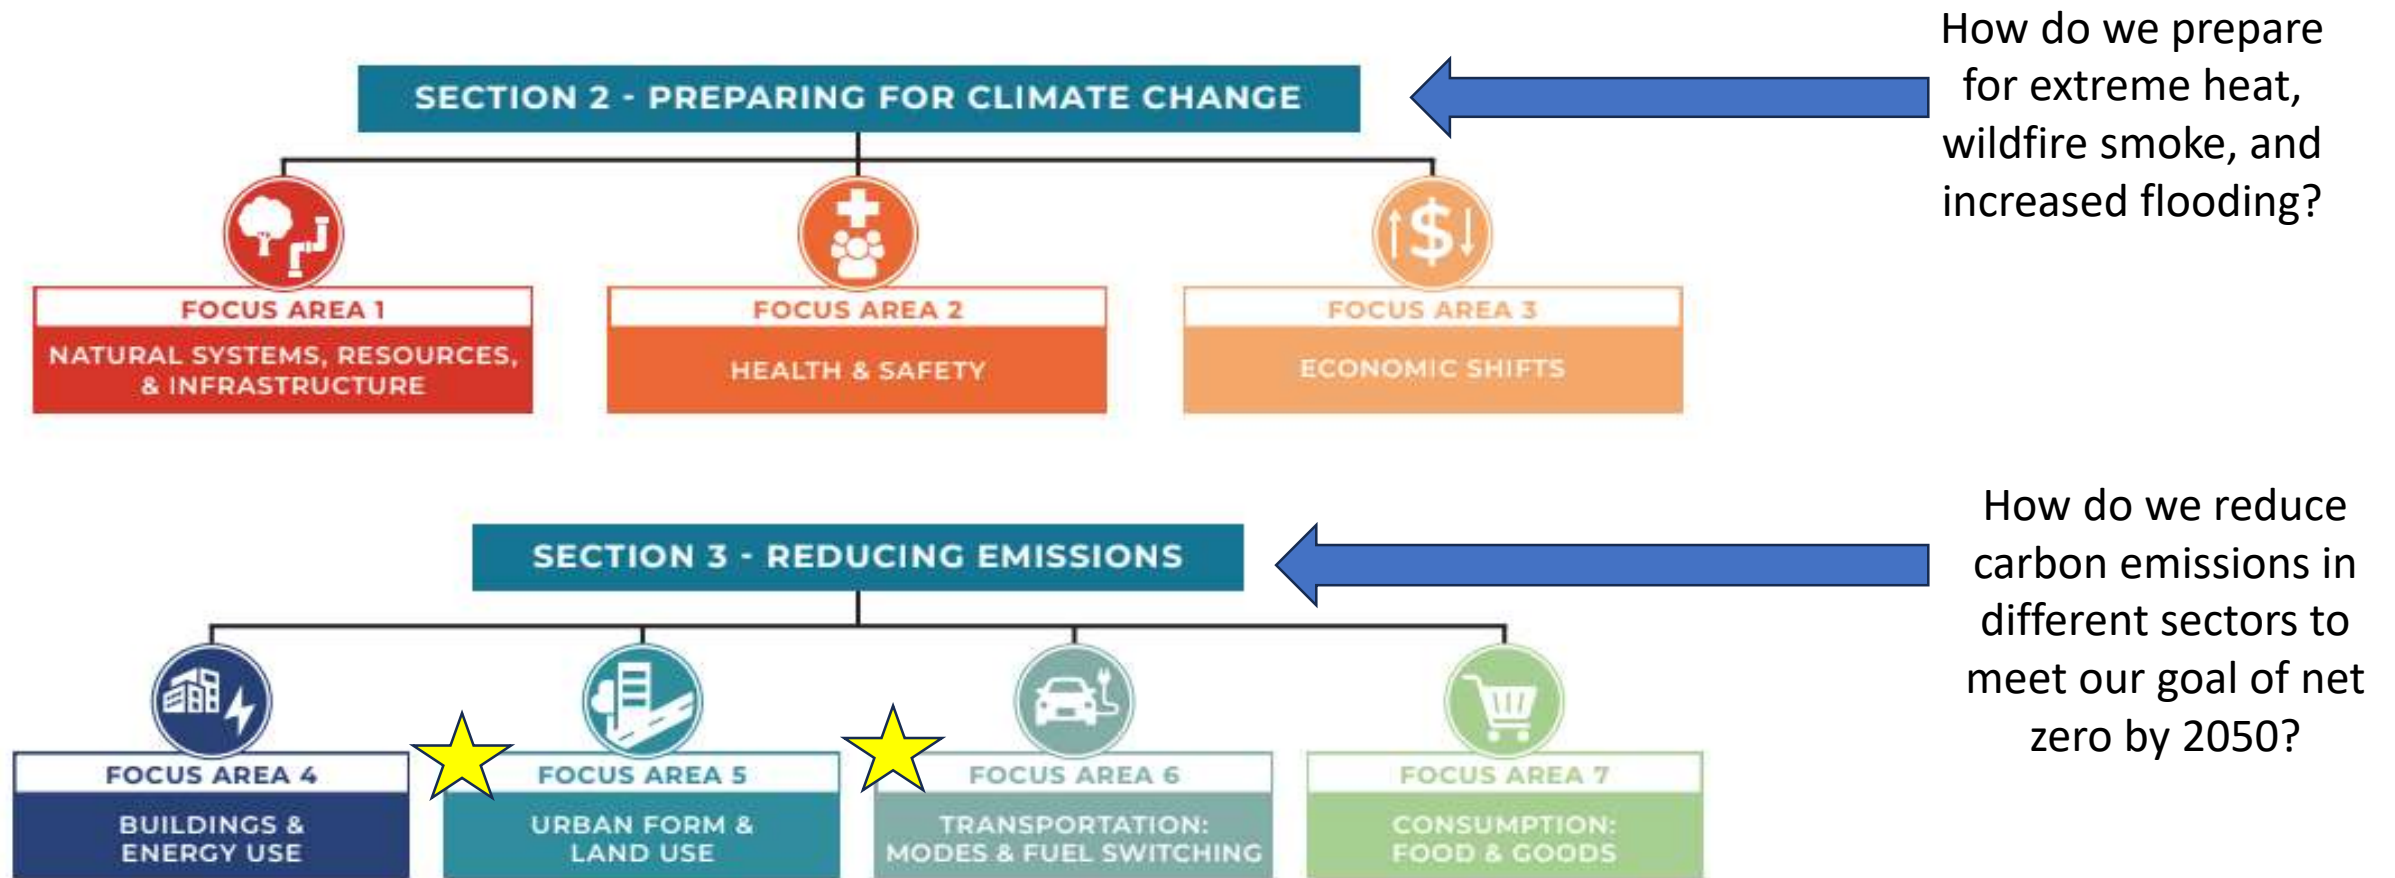 How do we prepare
for extreme heat,
wildfire smoke, and
increased flooding?
SECTION 2 - PREPARING FOR CLIMATE CHANGE
FOCUS AREA 1
NATURAL SYSTEMS, RESOURCES,
& INFRASTRUCTURE
FOCUS AREA 2
HEALTH & SAFETY
$
FOCUS AREA 3
ECONOMIC SHIFTS
How do we reduce
carbon emissions in
different sectors to
meet our goal of net
zero by 2050?
SECTION 3 - REDUCING EMISSIONS
FOCUS AREA 4
BUILDINGS &
ENERGY USE
FOCUS AREA 5
URBAN FORM &
LAND USE
FOCUS AREA 6
TRANSPORTATION:
MODES & FUEL SWITCHING
FOCUS AREA 7
CONSUMPTION:
FOOD & GOODS